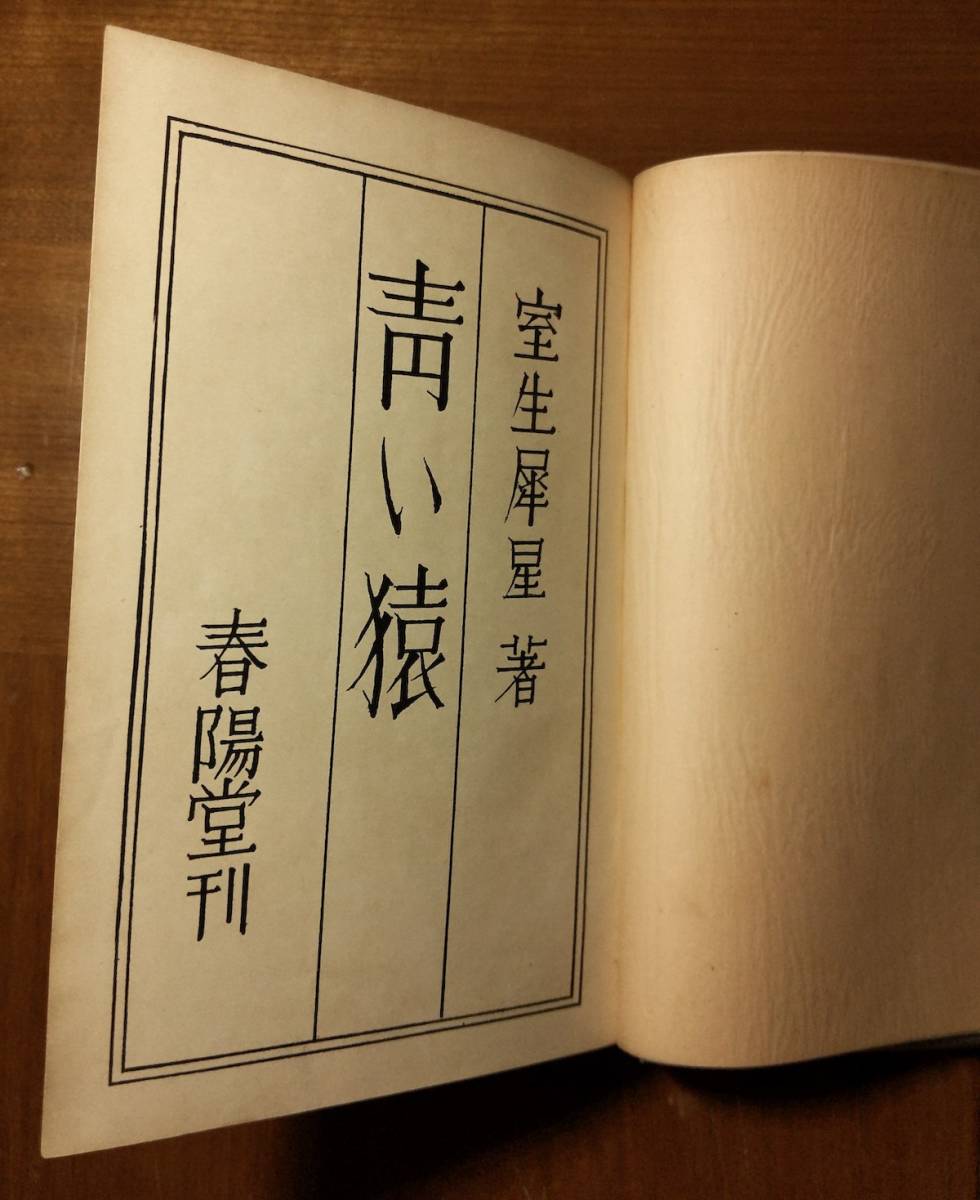 室生犀星 著
靑い猿
春陽堂刊